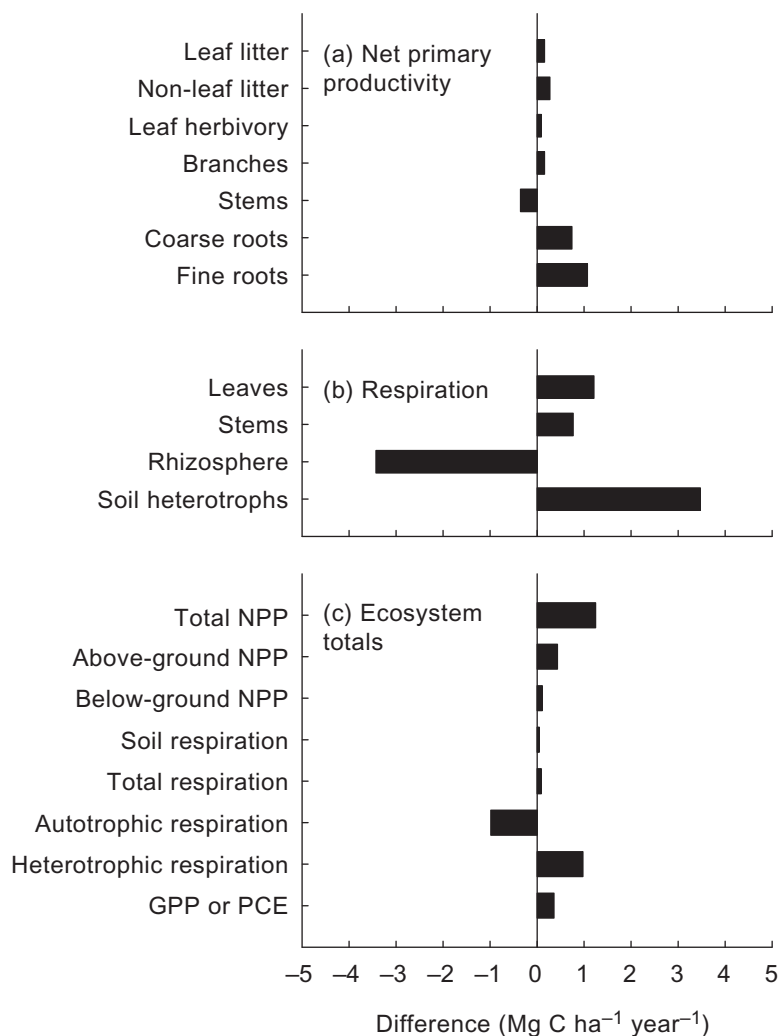 Leaf litter
Non-leaf litter
Leaf herbivory
Branches
Stems
Coarse roots
Fine roots
(a) Net primary
productivity
Leaves
Stems
Rhizosphere
Soil heterotrophs
(b) Respiration
Total NPP
Above-ground NPP
Below-ground NPP
Soil respiration
Total respiration
Autotrophic respiration
Heterotrophic respiration
GPP or PCE
(c) Ecosystem
totals
–5 –4 –3 –2 –1 0 1 2 3 4 5
Difference (Mg C ha⁻¹ year⁻¹)